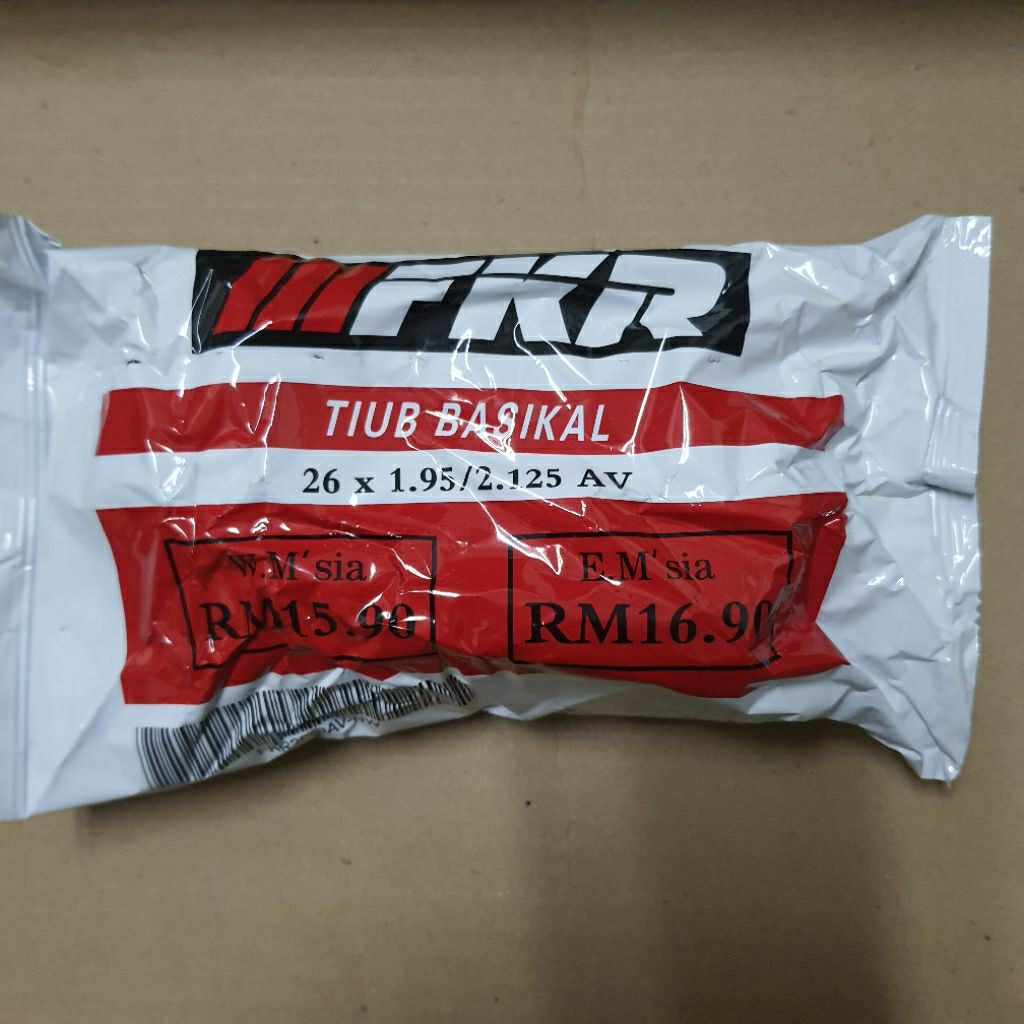 FKR
TIUB BASIKAL
26 x 1.95/2.125 AV
W.M'sia
RM15.90
E.M'sia
RM16.90